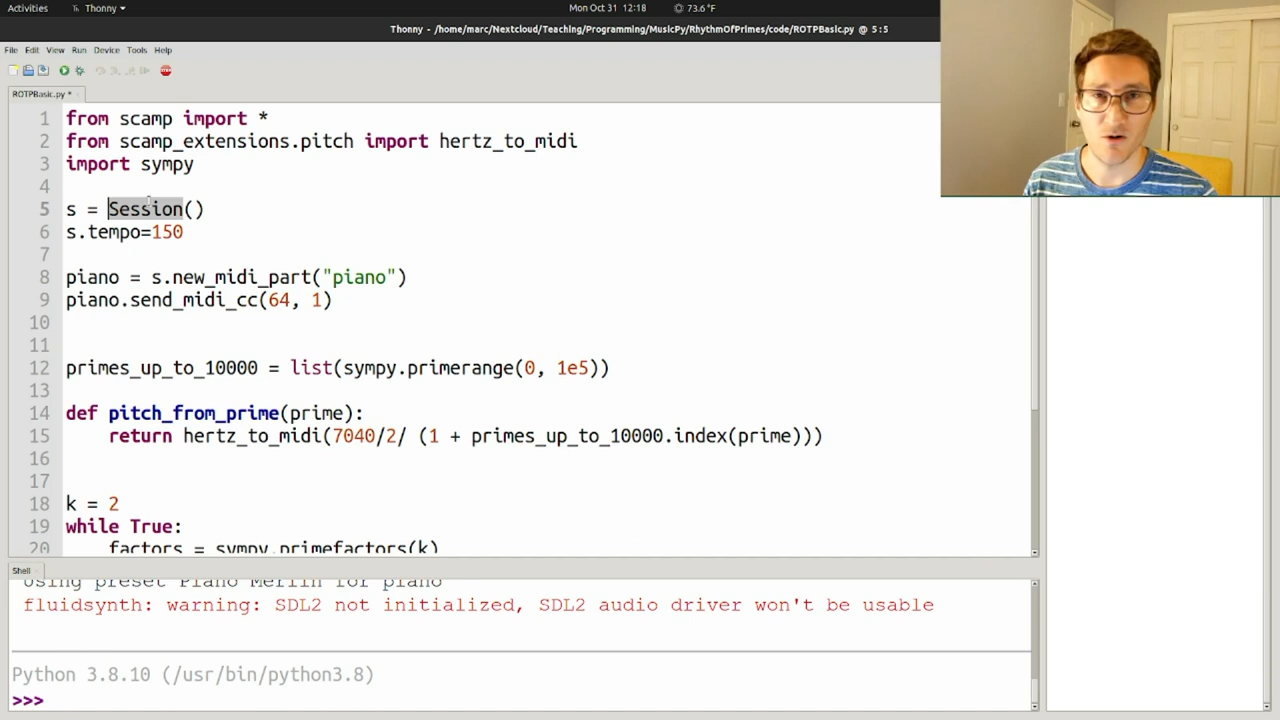 Activities
Thonny
Mon Oct 31 12:18
73.6 °F
Thonny - /home/marc/Nextcloud/Teaching/Programming/MusicPy/RhythmOfPrimes/code/ROTPBasic.py @ 5:5
File Edit View Run Device Tools Help
ROTPBasic.py *
1 from scamp import *
2 from scamp_extensions.pitch import hertz_to_midi
3 import sympy
4
5 s = Session()
6 s.tempo=150
7
8 piano = s.new_midi_part("piano")
9 piano.send_midi_cc(64, 1)
10
11
12 primes_up_to_10000 = list(sympy.primerange(0, 1e5))
13
14 def pitch_from_prime(prime):
15 return hertz_to_midi(7040/2/ (1 + primes_up_to_10000.index(prime)))
16
17
18 k = 2
19 while True:
20 factors = sympy.primefactors(k)
Shell
Using preset Piano Merlin for piano
fluidsynth: warning: SDL2 not initialized, SDL2 audio driver won't be usable
Python 3.8.10 (/usr/bin/python3.8)
>>>